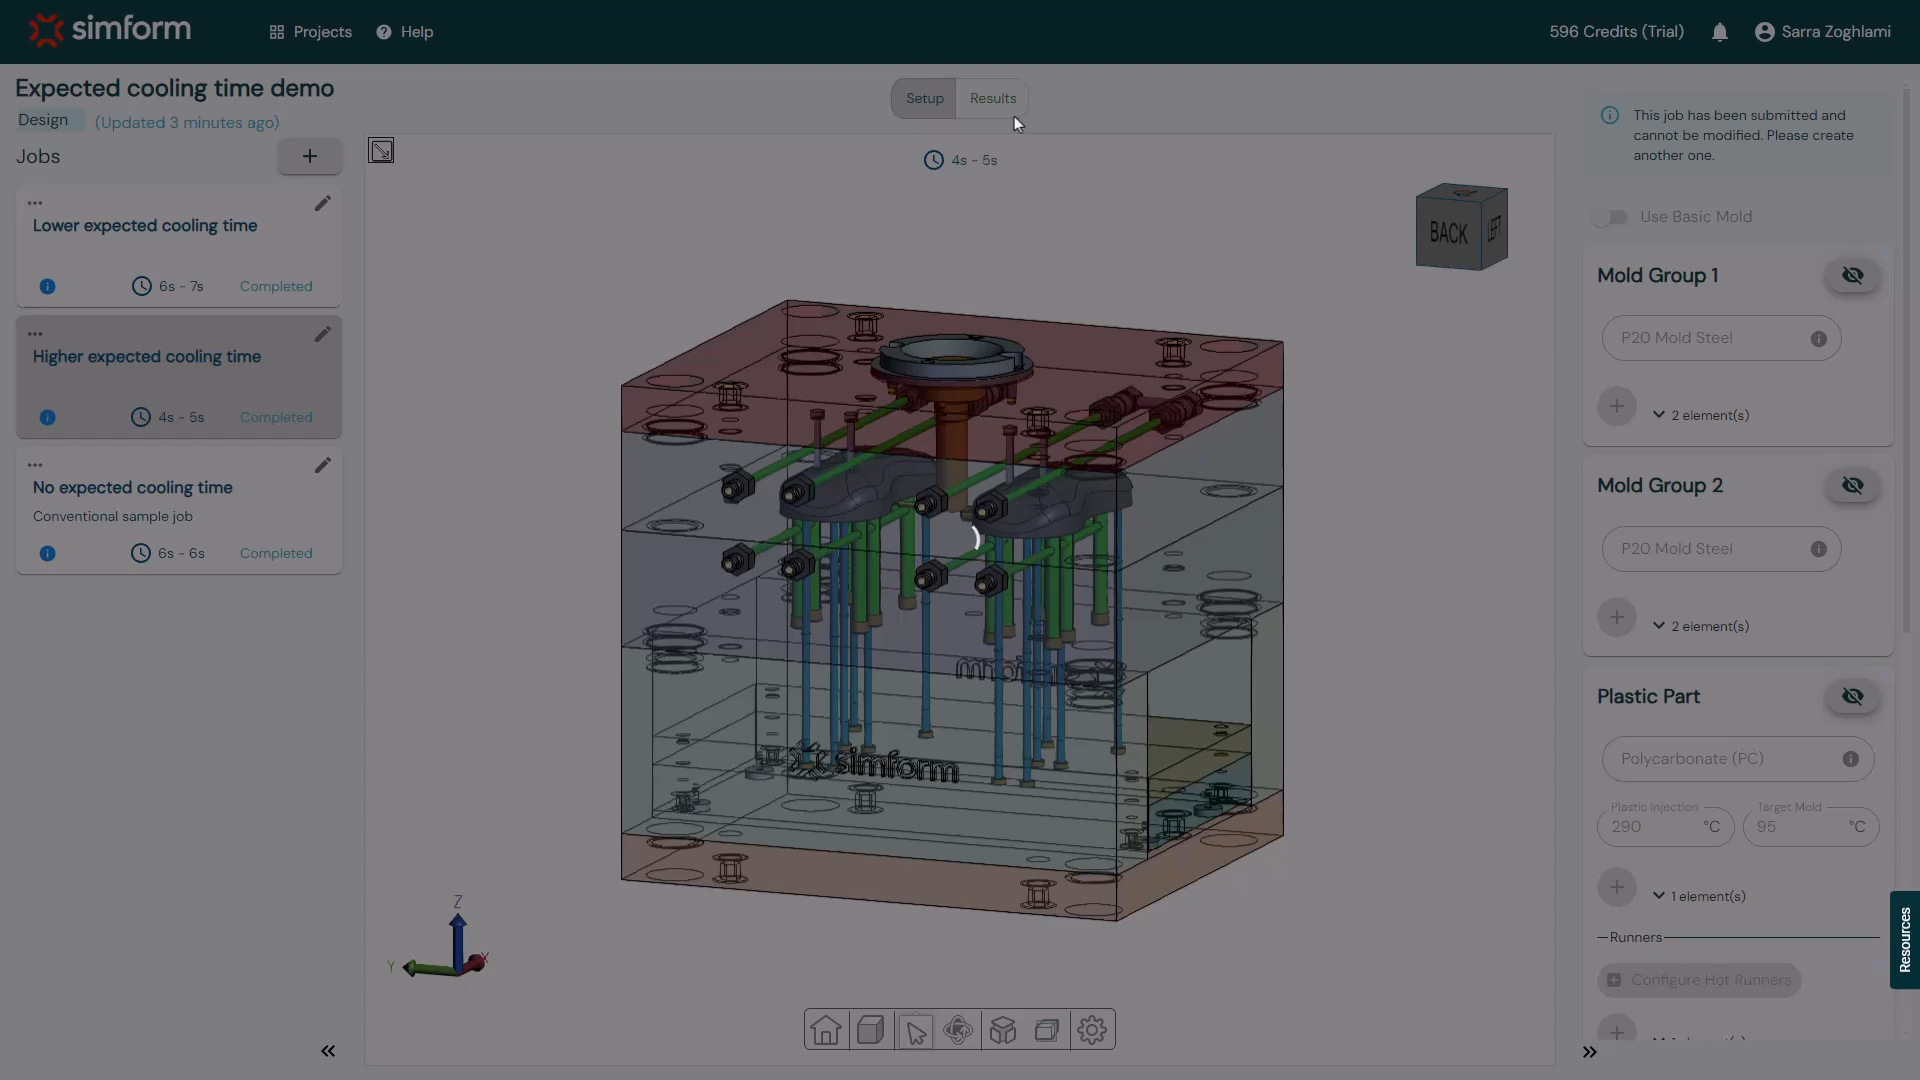 simform
Projects
Help
596 Credits (Trial)
Sarra Zoghlami
Expected cooling time demo
Design
(Updated 3 minutes ago)
Jobs
+
...
Lower expected cooling time
6s - 7s
Completed
...
Higher expected cooling time
4s - 5s
Completed
...
No expected cooling time
Conventional sample job
6s - 6s
Completed
Setup
Results
4s - 5s
BACK
LEFT
simform
simform
Z
Y
X
This job has been submitted and
cannot be modified. Please create
another one.
Use Basic Mold
Mold Group 1
P20 Mold Steel
2 element(s)
Mold Group 2
P20 Mold Steel
2 element(s)
Plastic Part
Polycarbonate (PC)
Plastic Injection
290 °C
Target Mold
95 °C
1 element(s)
Runners
Configure Hot Runners
Resources